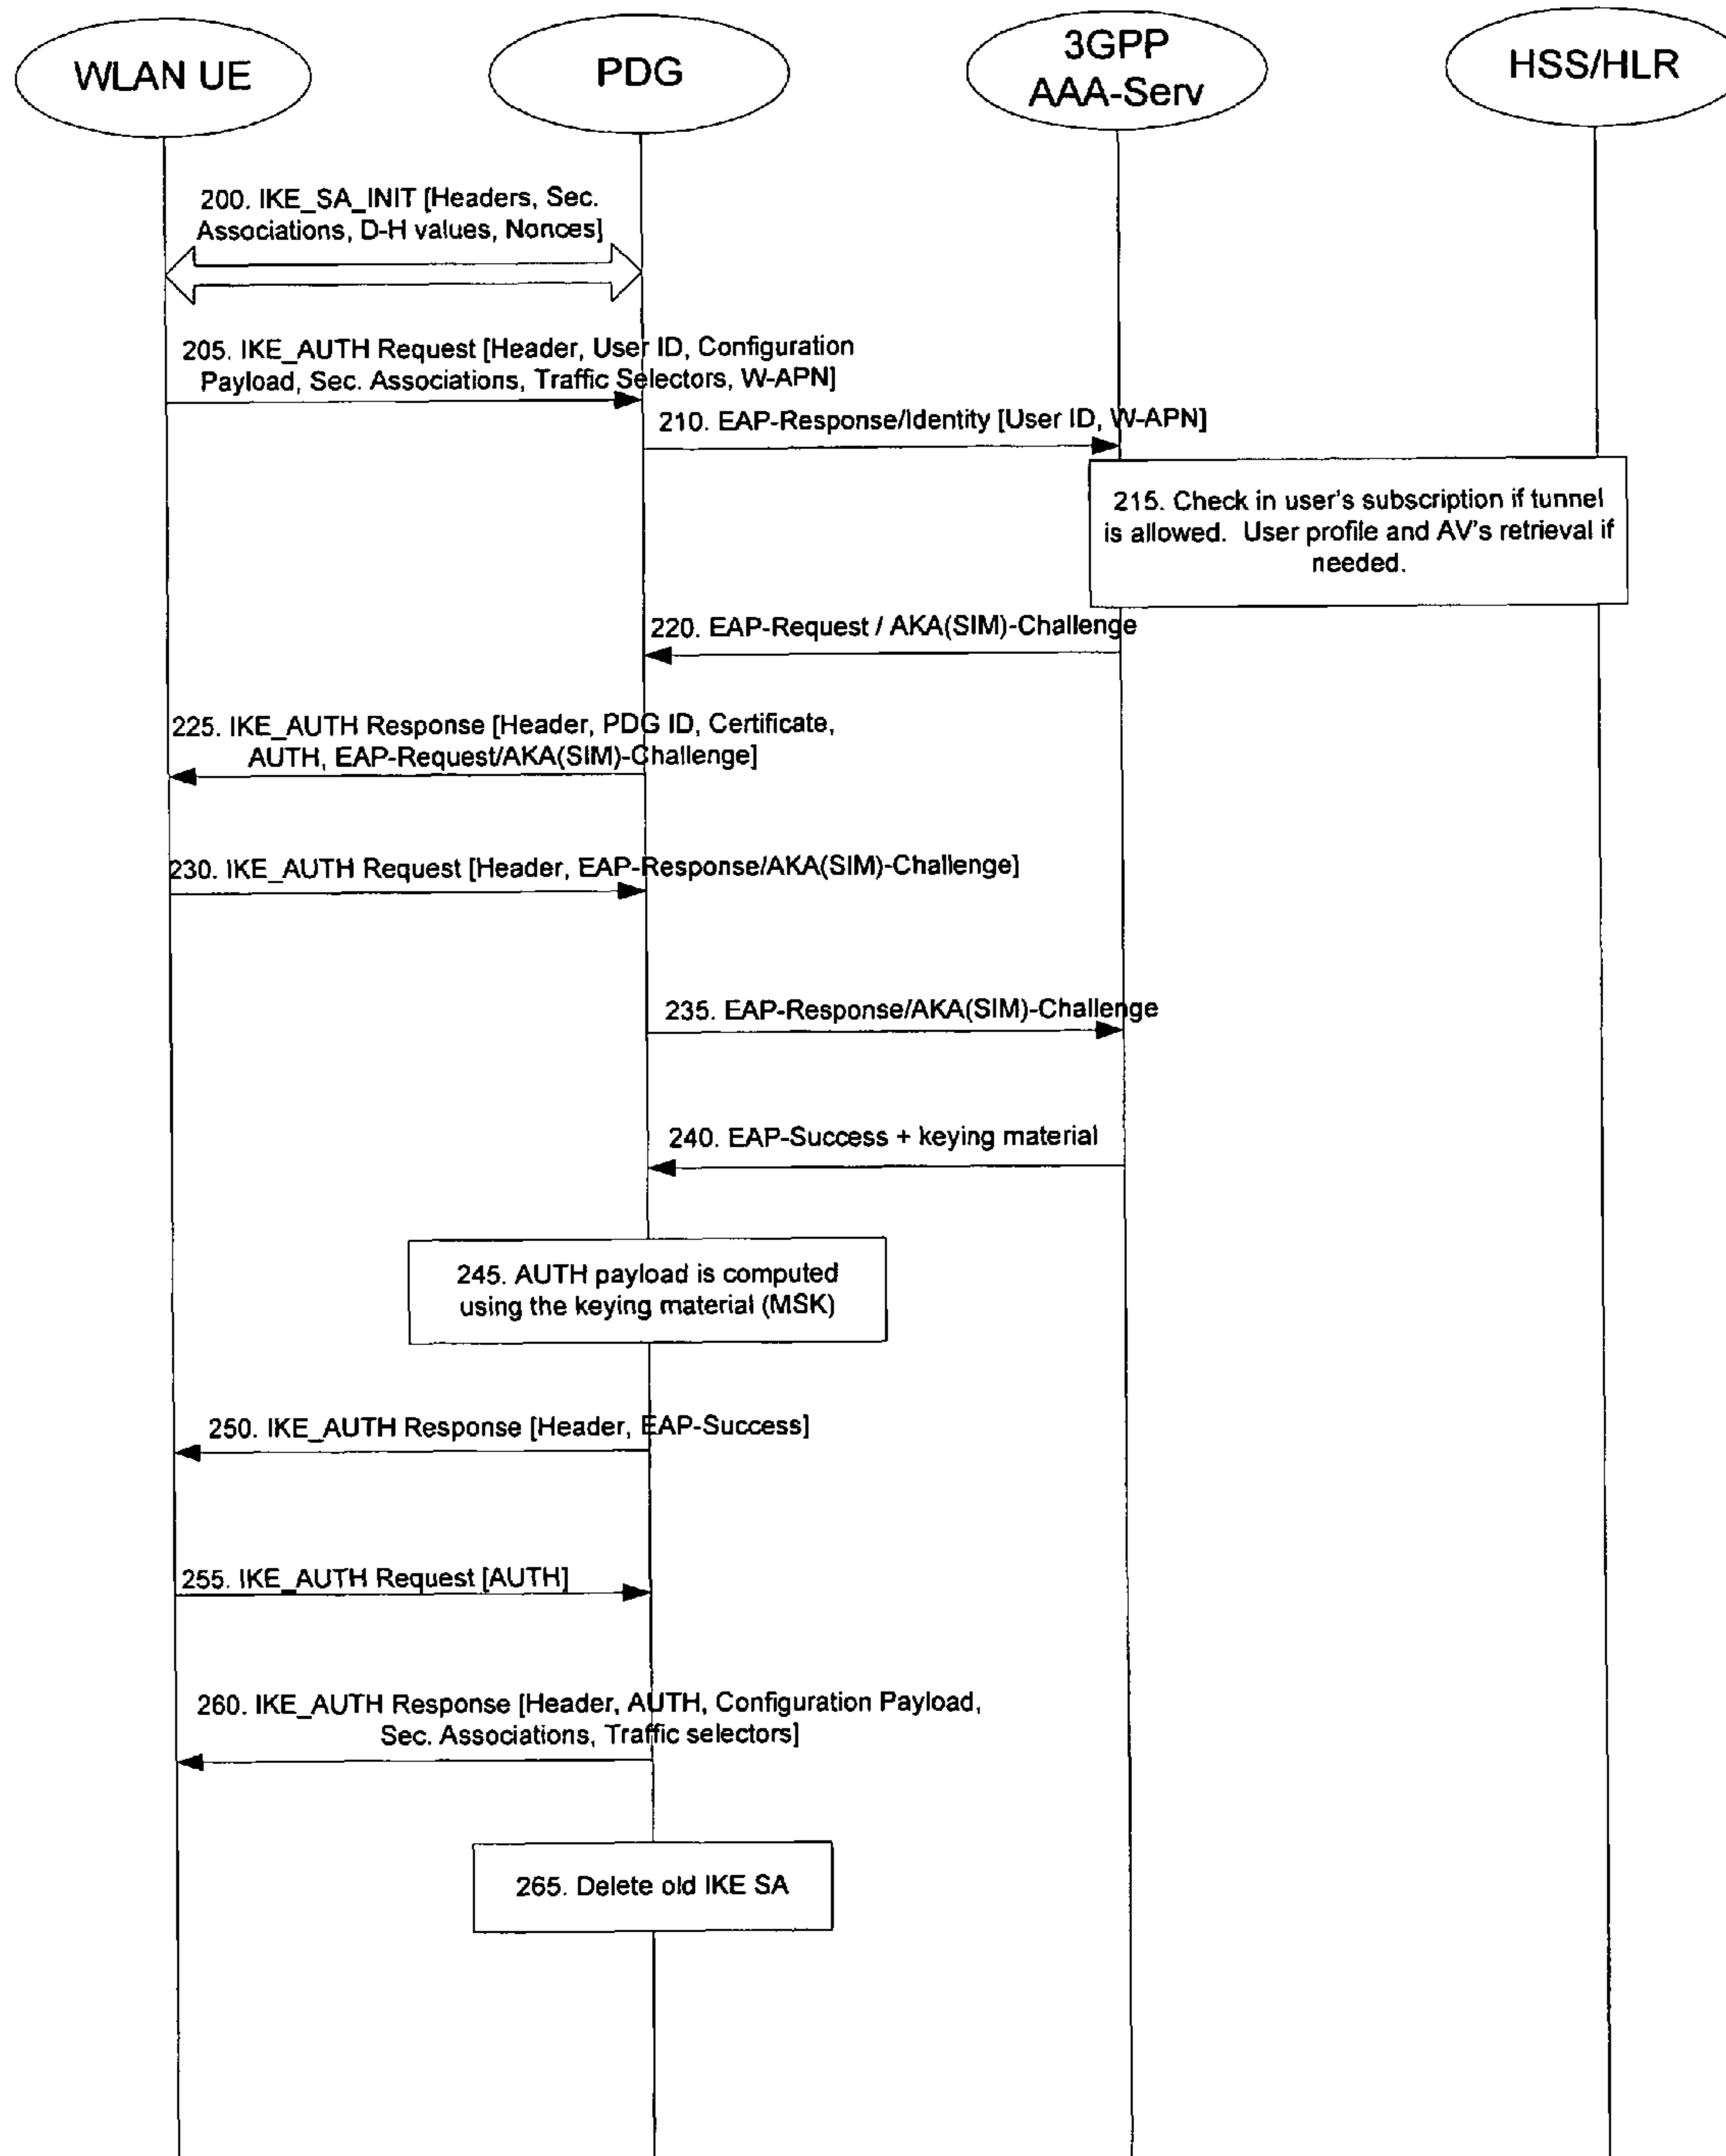 WLAN UE
PDG
3GPP
AAA-Serv
HSS/HLR
200. IKE_SA_INIT [Headers, Sec.
Associations, D-H values, Nonces]
205. IKE_AUTH Request [Header, User ID, Configuration
Payload, Sec. Associations, Traffic Selectors, W-APN]
210. EAP-Response/Identity [User ID, W-APN]
215. Check in user's subscription if tunnel
is allowed. User profile and AV's retrieval if
needed.
220. EAP-Request / AKA(SIM)-Challenge
225. IKE_AUTH Response [Header, PDG ID, Certificate,
AUTH, EAP-Request/AKA(SIM)-Challenge]
230. IKE_AUTH Request [Header, EAP-Response/AKA(SIM)-Challenge]
235. EAP-Response/AKA(SIM)-Challenge
240. EAP-Success + keying material
245. AUTH payload is computed
using the keying material (MSK)
250. IKE_AUTH Response [Header, EAP-Success]
255. IKE_AUTH Request [AUTH]
260. IKE_AUTH Response [Header, AUTH, Configuration Payload,
Sec. Associations, Traffic selectors]
265. Delete old IKE SA